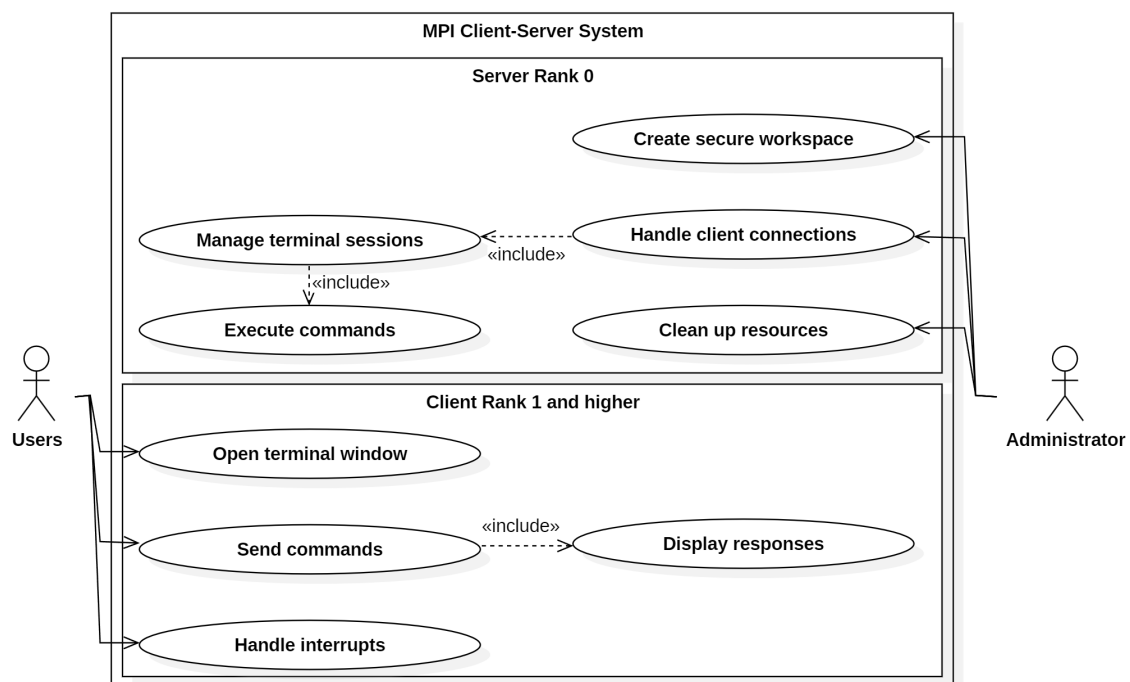 MPI Client-Server System
Server Rank 0
Create secure workspace
Manage terminal sessions
«include»
Handle client connections
«include»
Execute commands
Clean up resources
Client Rank 1 and higher
Users
Administrator
Open terminal window
Send commands
«include»
Display responses
Handle interrupts